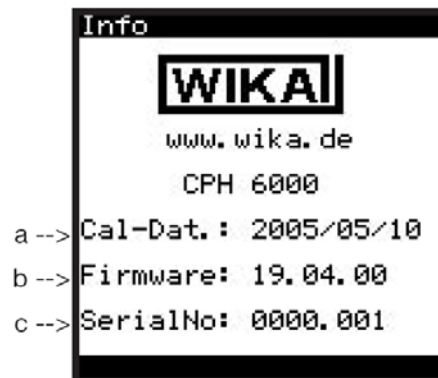 Info
WIKA
www.wika.de
CPH 6000
a --> Cal-Dat.: 2005/05/10
b --> Firmware: 19.04.00
c --> SerialNo: 0000.001